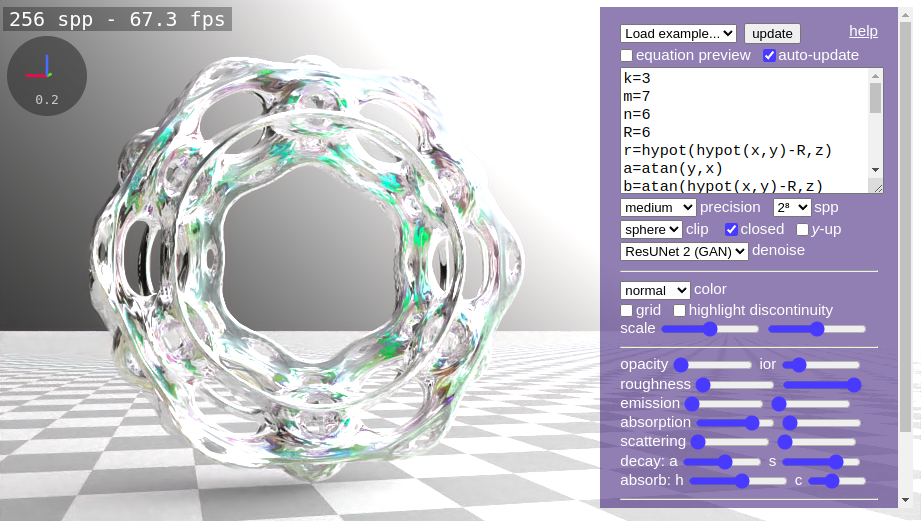 256 spp - 67.3 fps
0.2
Load example... update help
equation preview auto-update
k=3
m=7
n=6
R=6
r=hypot(hypot(x,y)-R,z)
a=atan(y,x)
b=atan(hypot(x,y)-R,z)
medium precision 2⁸ spp
sphere clip closed y-up
ResUNet 2 (GAN) denoise
normal color
grid highlight discontinuity
scale
opacity ior
roughness
emission
absorption
scattering
decay: a s
absorb: h c